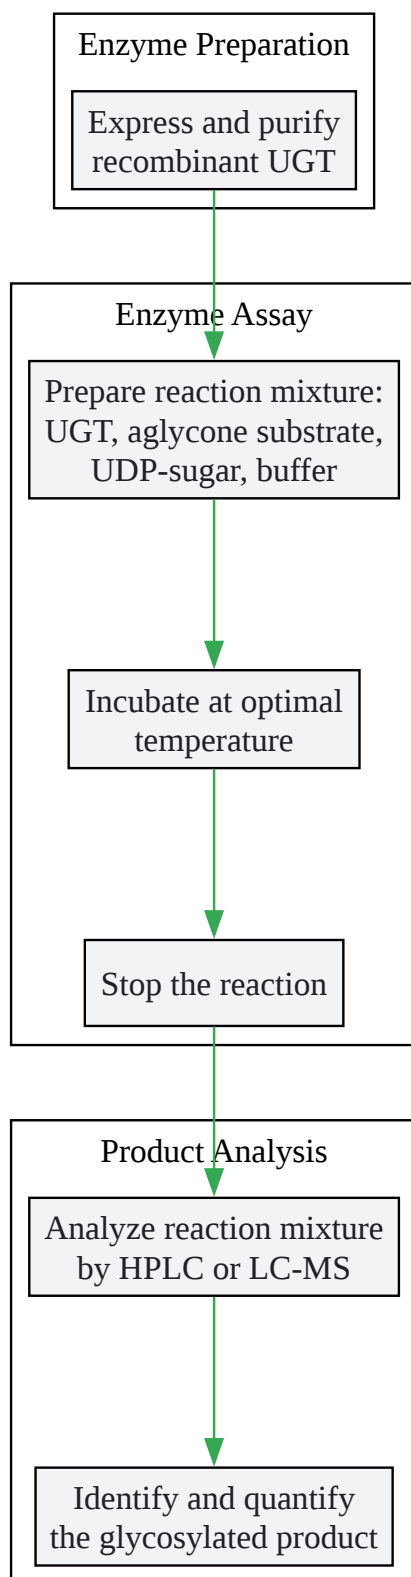 Enzyme Preparation
Express and purify
recombinant UGT
Enzyme Assay
Prepare reaction mixture:
UGT, aglycone substrate,
UDP-sugar, buffer
Incubate at optimal
temperature
Stop the reaction
Product Analysis
Analyze reaction mixture
by HPLC or LC-MS
Identify and quantify
the glycosylated product